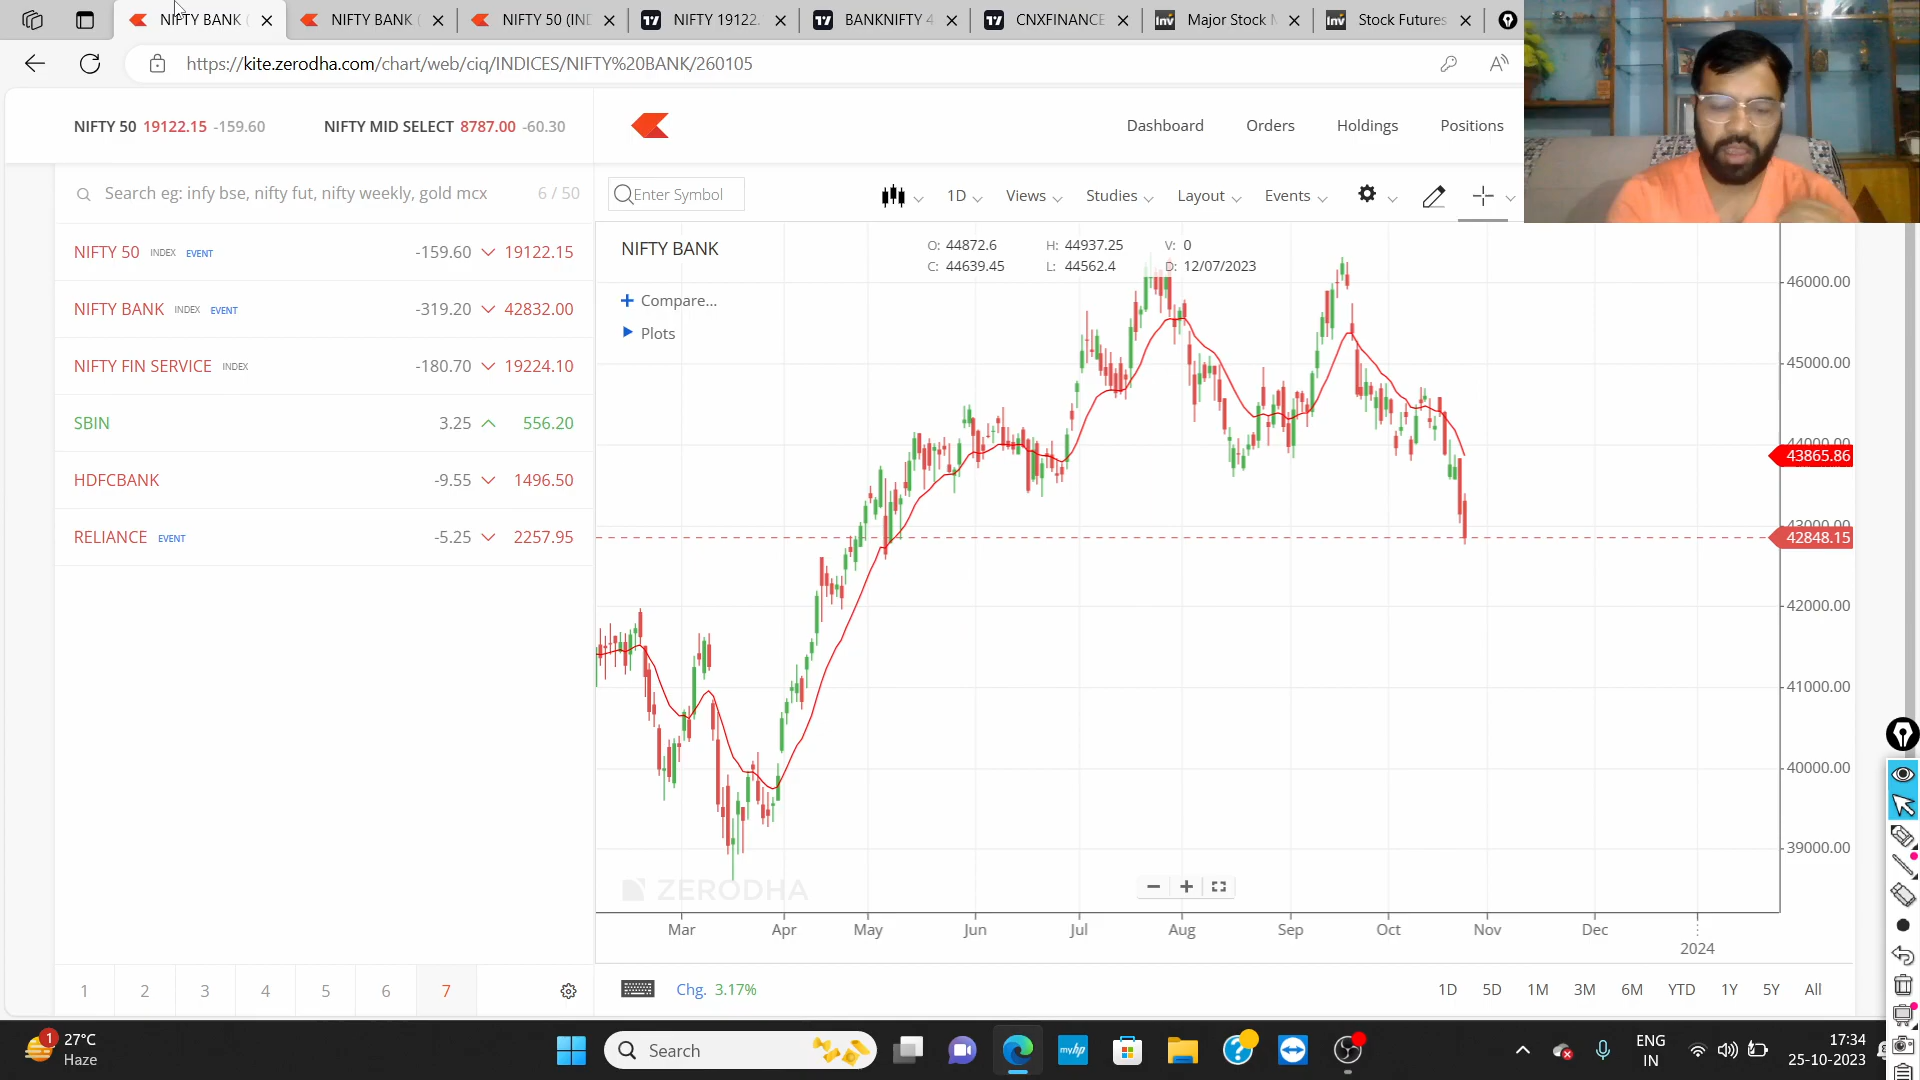 NIFTY BANK (
NIFTY BANK (
NIFTY 50 (IND
NIFTY 19122.
BANKNIFTY 4
CNXFINANCE
Major Stock M
Stock Futures
https://kite.zerodha.com/chart/web/ciq/INDICES/NIFTY%20BANK/260105
NIFTY 50 19122.15 -159.60
NIFTY MID SELECT 8787.00 -60.30
Dashboard
Orders
Holdings
Positions
Search eg: infy bse, nifty fut, nifty weekly, gold mcx
6 / 50
Enter Symbol
1D
Views
Studies
Layout
Events
NIFTY 50 INDEX EVENT -159.60 19122.15
NIFTY BANK INDEX EVENT -319.20 42832.00
NIFTY FIN SERVICE INDEX -180.70 19224.10
SBIN 3.25 556.20
HDFCBANK -9.55 1496.50
RELIANCE EVENT -5.25 2257.95
NIFTY BANK
O: 44872.6 H: 44937.25 V: 0
C: 44639.45 L: 44562.4 D: 12/07/2023
Compare...
Plots
46000.00
45000.00
44000.00
43865.86
43000.00
42848.15
42000.00
41000.00
40000.00
39000.00
ZERODHA
Mar
Apr
May
Jun
Jul
Aug
Sep
Oct
Nov
Dec
2024
1 2 3 4 5 6 7
Chg. 3.17%
1D 5D 1M 3M 6M YTD 1Y 5Y All
1
27°C
Haze
Search
myhp
ENG
IN
17:34
25-10-2023